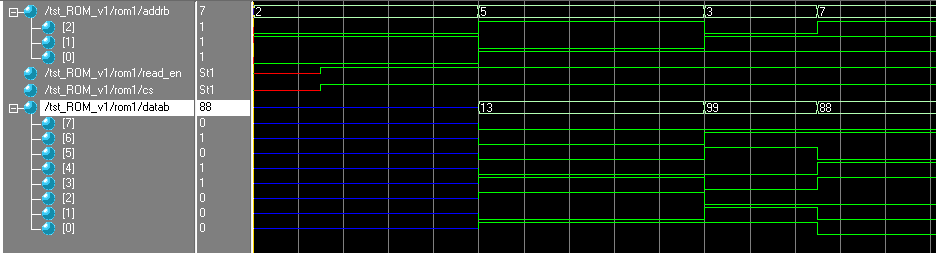 /tst_ROM_v1/rom1/addrb 7 2 5 3 7
[2] 1
[1] 1
[0] 1
/tst_ROM_v1/rom1/read_en St1
/tst_ROM_v1/rom1/cs St1
/tst_ROM_v1/rom1/datab 88 13 99 88
[7] 0
[6] 1
[5] 0
[4] 1
[3] 1
[2] 0
[1] 0
[0] 0